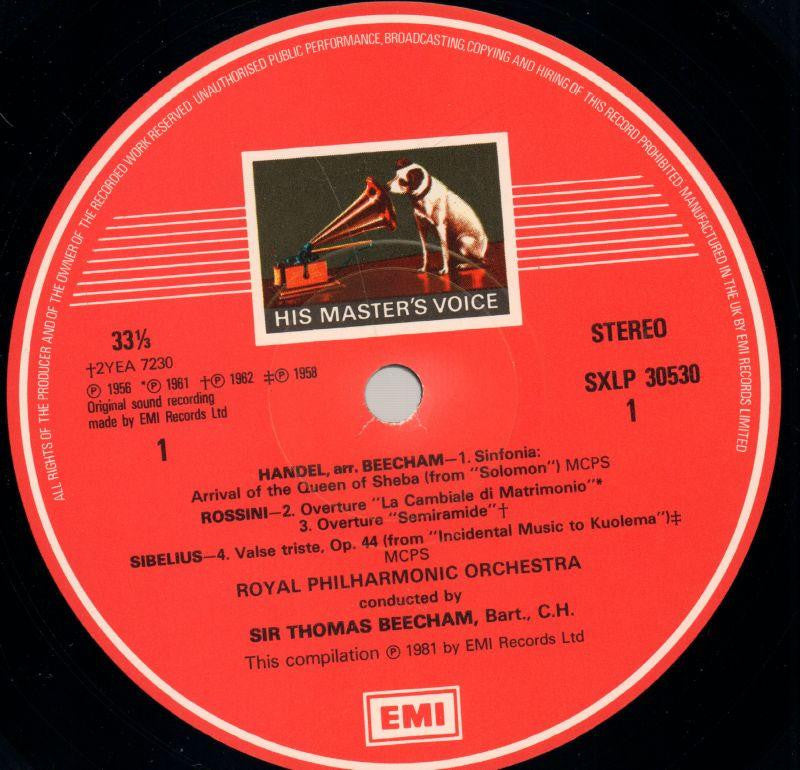 ALL RIGHTS OF THE PRODUCER AND OF THE OWNER OF THE RECORDED WORK RESERVED· UNAUTHORISED PUBLIC PERFORMANCE, BROADCASTING, COPYING AND HIRING OF THIS RECORD PROHIBITED· MANUFACTURED IN THE UK BY EMI RECORDS LIMITED
HIS MASTER'S VOICE
33⅓
†2YEA 7230
℗ 1956 *℗ 1961 †℗ 1962 ‡℗ 1958
Original sound recording
made by EMI Records Ltd
1
STEREO
SXLP 30530
1
HANDEL, arr. BEECHAM—1. Sinfonia:
Arrival of the Queen of Sheba (from "Solomon") MCPS
ROSSINI—2. Overture "La Cambiale di Matrimonio"*
3. Overture "Semiramide"†
SIBELIUS—4. Valse triste, Op. 44 (from "Incidental Music to Kuolema")‡
MCPS
ROYAL PHILHARMONIC ORCHESTRA
conducted by
SIR THOMAS BEECHAM, Bart., C.H.
This compilation ℗ 1981 by EMI Records Ltd
EMI